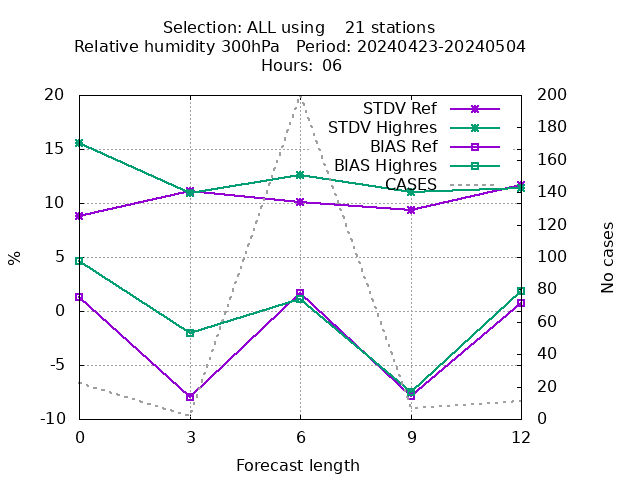 Selection: ALL using    21 stations
Relative humidity 300hPa   Period: 20240423-20240504
Hours: 06
STDV Ref
STDV Highres
BIAS Ref
BIAS Highres
CASES
%
20
15
10
5
0
-5
-10
200
180
160
140
120
100
80
60
40
20
0
No cases
0 3 6 9 12
Forecast length